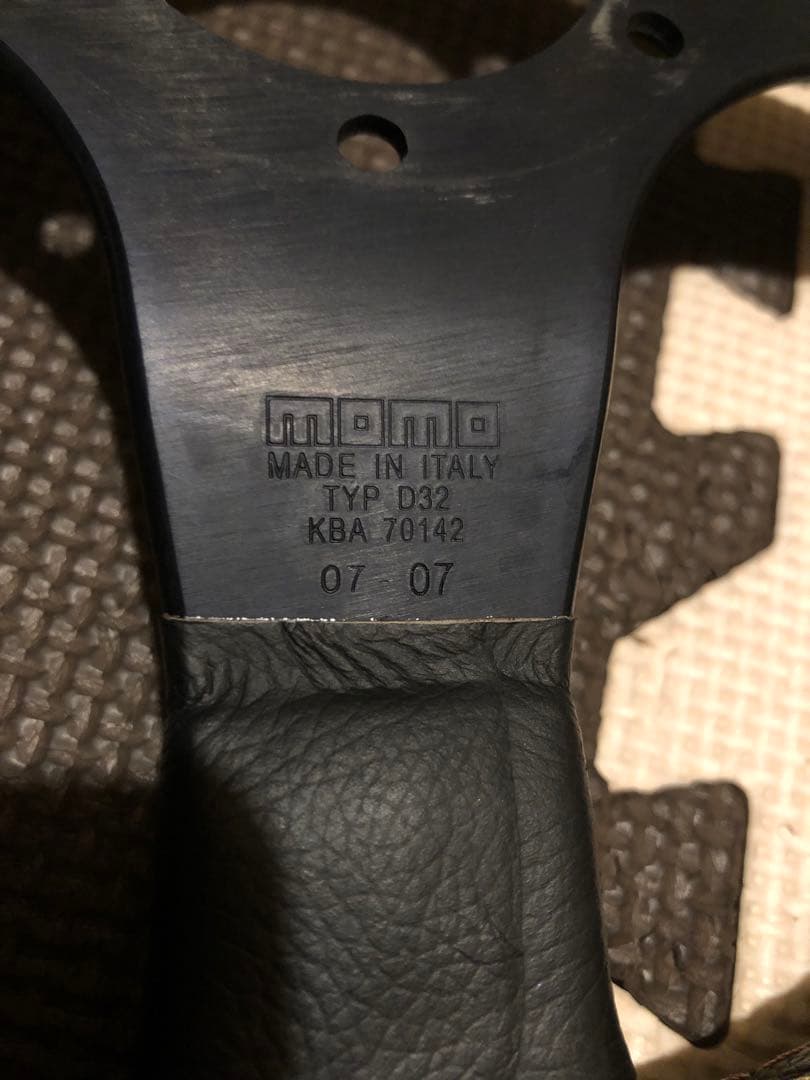 momo
MADE IN ITALY
TYP D32
KBA 70142
07 - 07